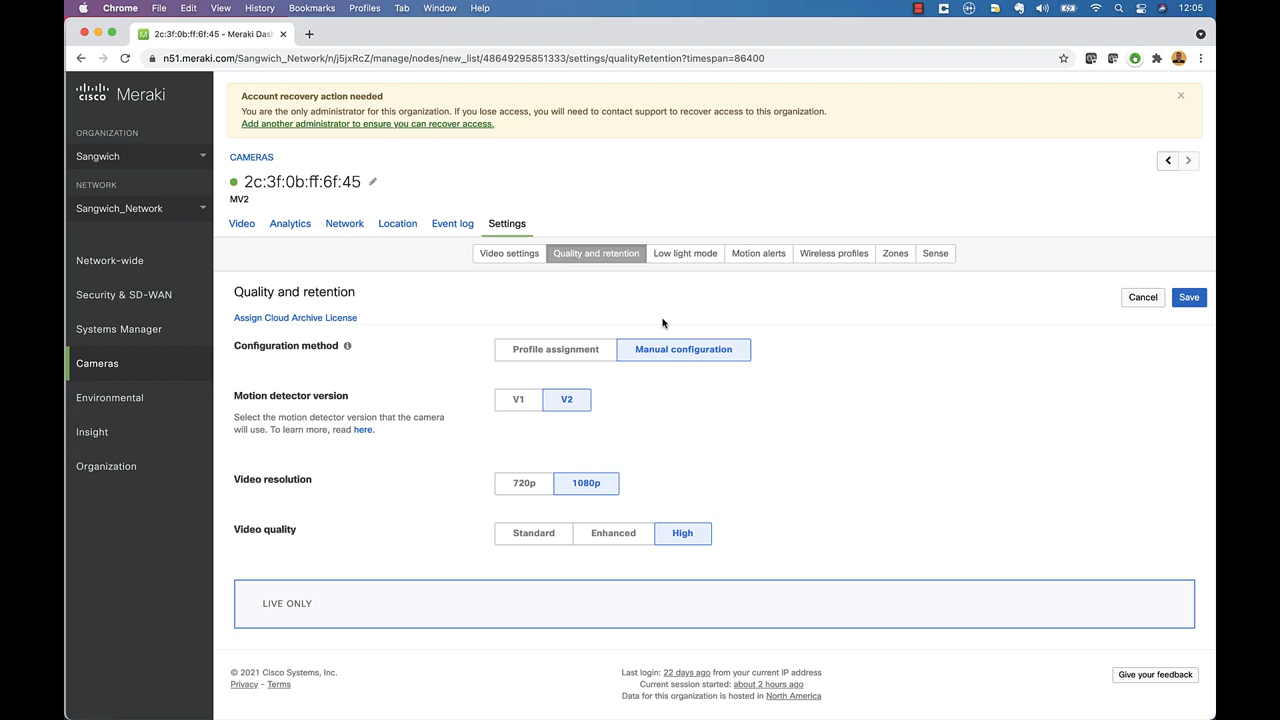 Chrome File Edit View History Bookmarks Profiles Tab Window Help 12:05
2c:3f:0b:ff:6f:45 - Meraki Das
n51.meraki.com/Sangwich_Network/n/j5jxRcZ/manage/nodes/new_list/48649295851333/settings/qualityRetention?timespan=86400
CISCO Meraki
ORGANIZATION
Sangwich
NETWORK
Sangwich_Network
Network-wide
Security & SD-WAN
Systems Manager
Cameras
Environmental
Insight
Organization
Account recovery action needed
You are the only administrator for this organization. If you lose access, you will need to contact support to recover access to this organization.
Add another administrator to ensure you can recover access.
CAMERAS
2c:3f:0b:ff:6f:45
MV2
Video Analytics Network Location Event log Settings
Video settings Quality and retention Low light mode Motion alerts Wireless profiles Zones Sense
Quality and retention
Cancel Save
Assign Cloud Archive License
Configuration method Profile assignment Manual configuration
Motion detector version V1 V2
Select the motion detector version that the camera
will use. To learn more, read here.
Video resolution 720p 1080p
Video quality Standard Enhanced High
LIVE ONLY
© 2021 Cisco Systems, Inc.
Privacy - Terms
Last login: 22 days ago from your current IP address
Current session started: about 2 hours ago
Data for this organization is hosted in North America
Give your feedback